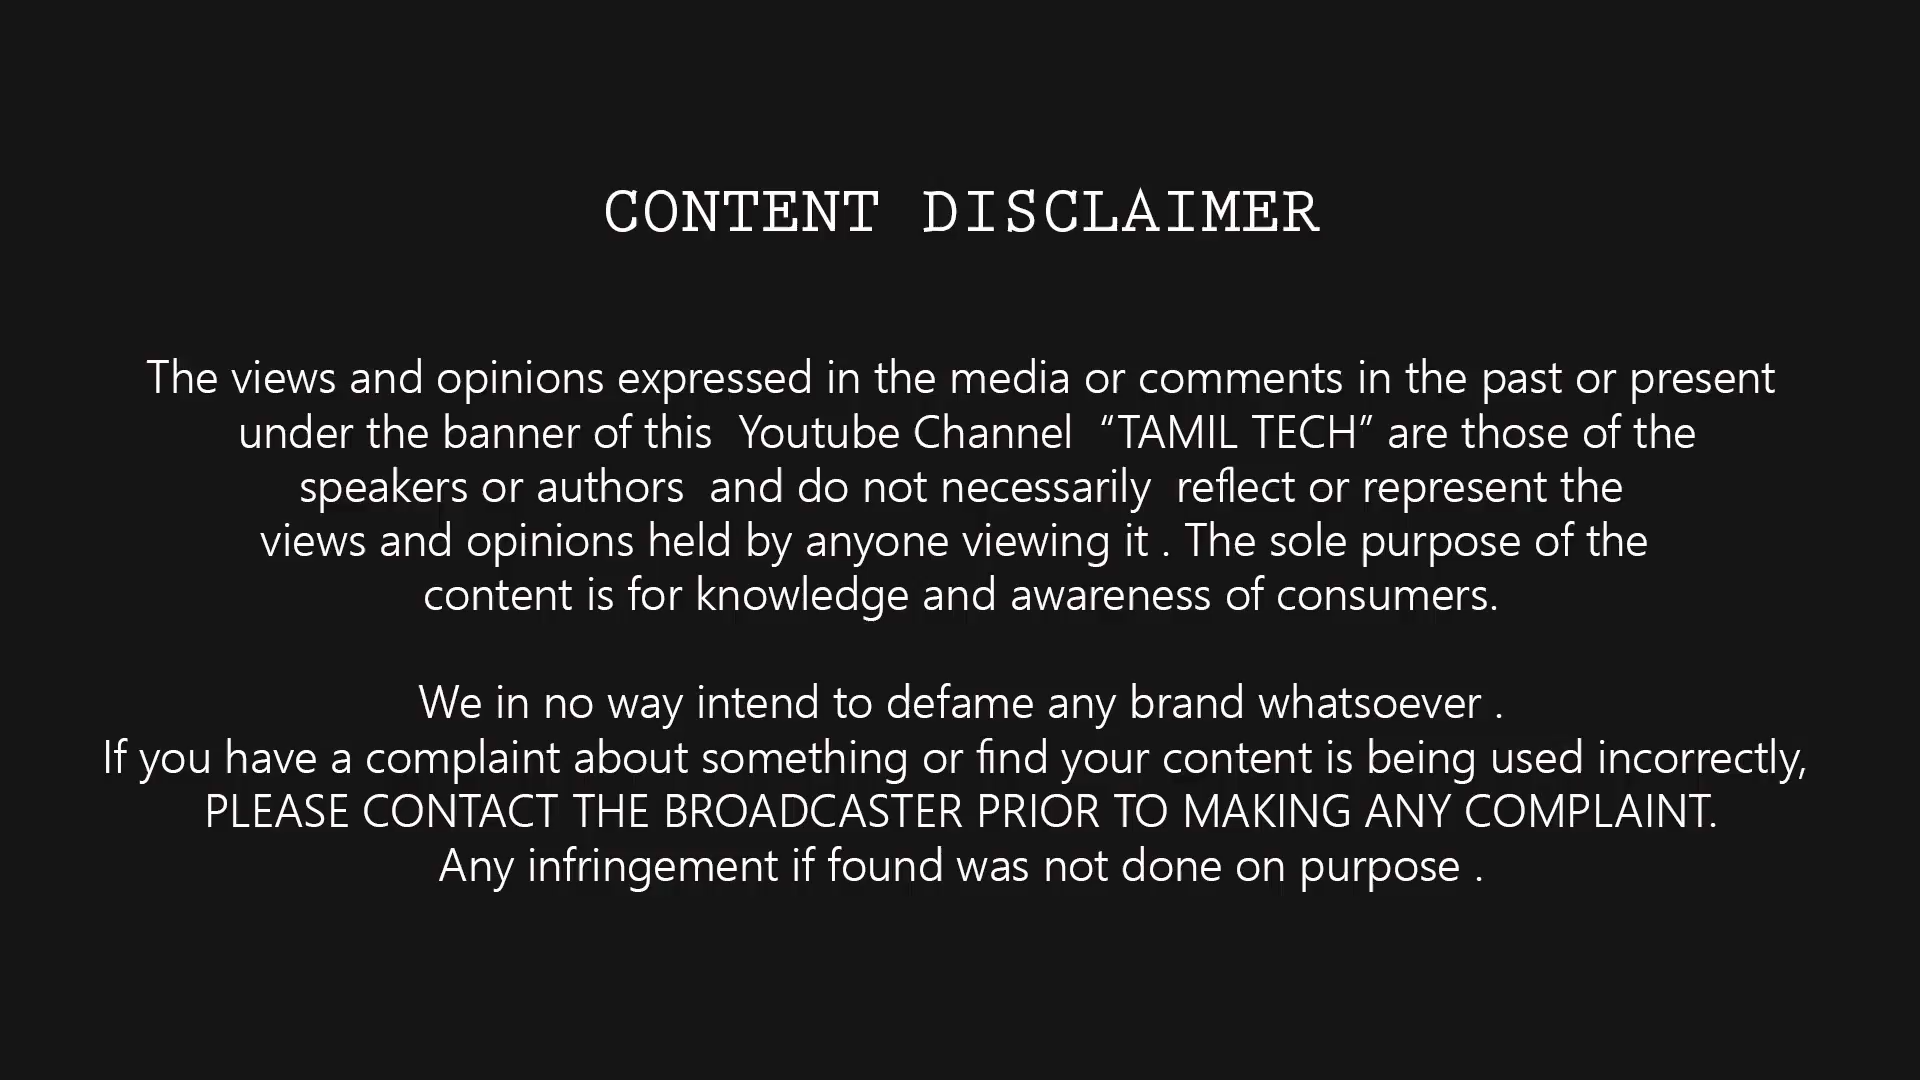 CONTENT DISCLAIMER
The views and opinions expressed in the media or comments in the past or present
under the banner of this  Youtube Channel  “TAMIL TECH” are those of the
speakers or authors  and do not necessarily  reflect or represent the
views and opinions held by anyone viewing it . The sole purpose of the
content is for knowledge and awareness of consumers.
We in no way intend to defame any brand whatsoever .
If you have a complaint about something or find your content is being used incorrectly,
PLEASE CONTACT THE BROADCASTER PRIOR TO MAKING ANY COMPLAINT.
Any infringement if found was not done on purpose .